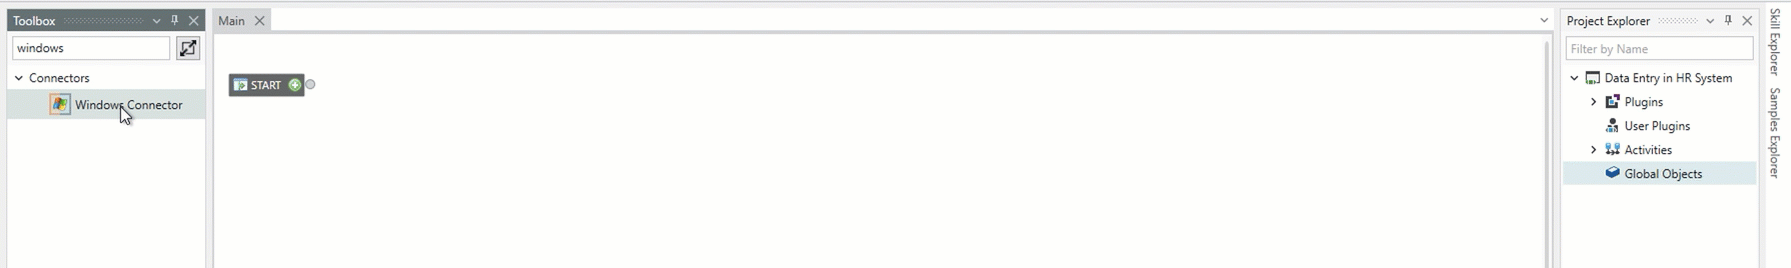 Toolbox
windows
Connectors
Windows Connector
Main
START
Project Explorer
Filter by Name
Data Entry in HR System
Plugins
User Plugins
Activities
Global Objects
Skill Explorer
Samples Explorer